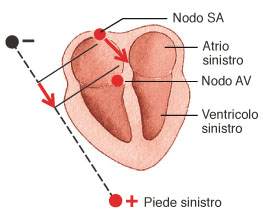 Nodo SA
Atrio
sinistro
Nodo AV
Ventricolo
sinistro
Piede sinistro